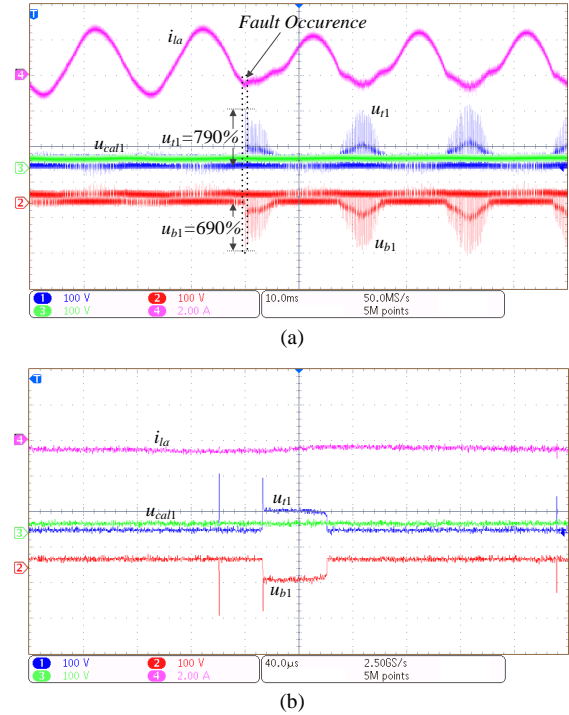 T
Fault Occurence
i_la
4
u_t1
u_cal1
u_t1=790%
3
2
u_b1=690%
u_b1
1 100 V 2 100 V 10.0ms 50.0MS/s
3 100 V 4 2.00 A 5M points
(a)
T
4
i_la
u_t1
u_cal1
3
2
u_b1
1 100 V 2 100 V 40.0µs 2.50GS/s
3 100 V 4 2.00 A 5M points
(b)